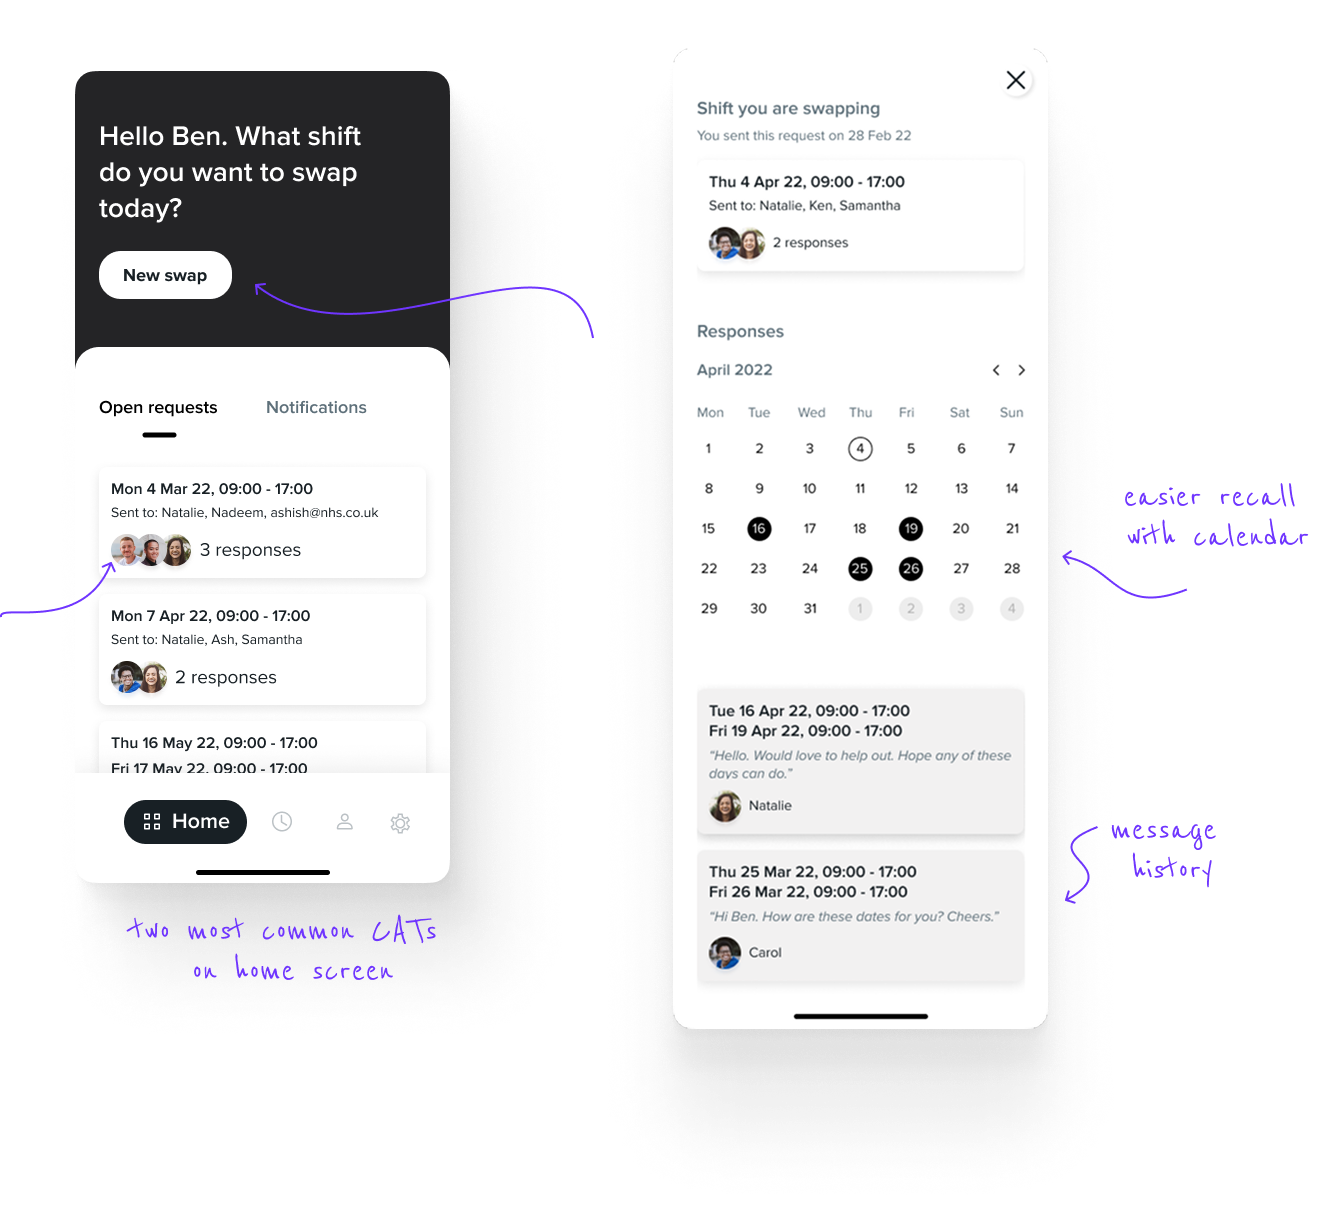 Hello Ben. What shift
do you want to swap
today?
New swap
Open requests
Notifications
Mon 4 Mar 22, 09:00 - 17:00
Sent to: Natalie, Nadeem, ashish@nhs.co.uk
3 responses
Mon 7 Apr 22, 09:00 - 17:00
Sent to: Natalie, Ash, Samantha
2 responses
Thu 16 May 22, 09:00 - 17:00
Fri 17 May 22, 09:00 - 17:00
Home
two most common CATs
on home screen
Shift you are swapping
You sent this request on 28 Feb 22
Thu 4 Apr 22, 09:00 - 17:00
Sent to: Natalie, Ken, Samantha
2 responses
Responses
April 2022
Mon Tue Wed Thu Fri Sat Sun
1 2 3 4 5 6 7
8 9 10 11 12 13 14
15 16 17 18 19 20 21
22 23 24 25 26 27 28
29 30 31 1 2 3 4
Tue 16 Apr 22, 09:00 - 17:00
Fri 19 Apr 22, 09:00 - 17:00
“Hello. Would love to help out. Hope any of these
days can do.”
Natalie
Thu 25 Mar 22, 09:00 - 17:00
Fri 26 Mar 22, 09:00 - 17:00
“Hi Ben. How are these dates for you? Cheers.”
Carol
easier recall
with calendar
message
history